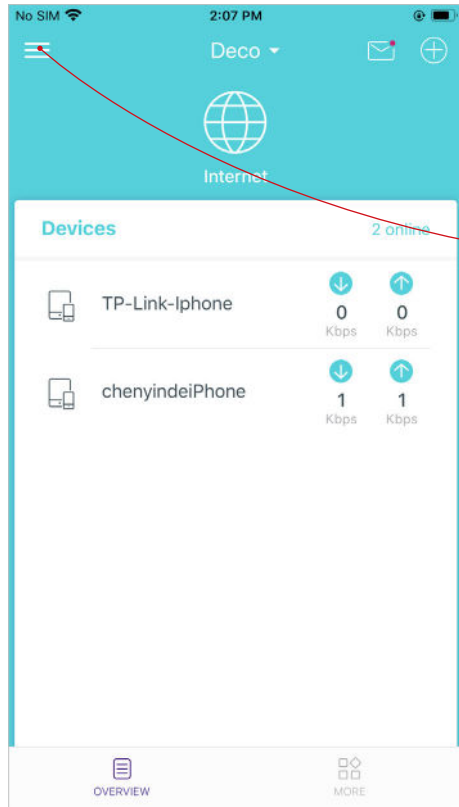 No SIM 2:07 PM
Deco
Internet
Devices 2 online
TP-Link-Iphone 0 0
Kbps Kbps
chenyindeiPhone 1 1
Kbps Kbps
OVERVIEW MORE